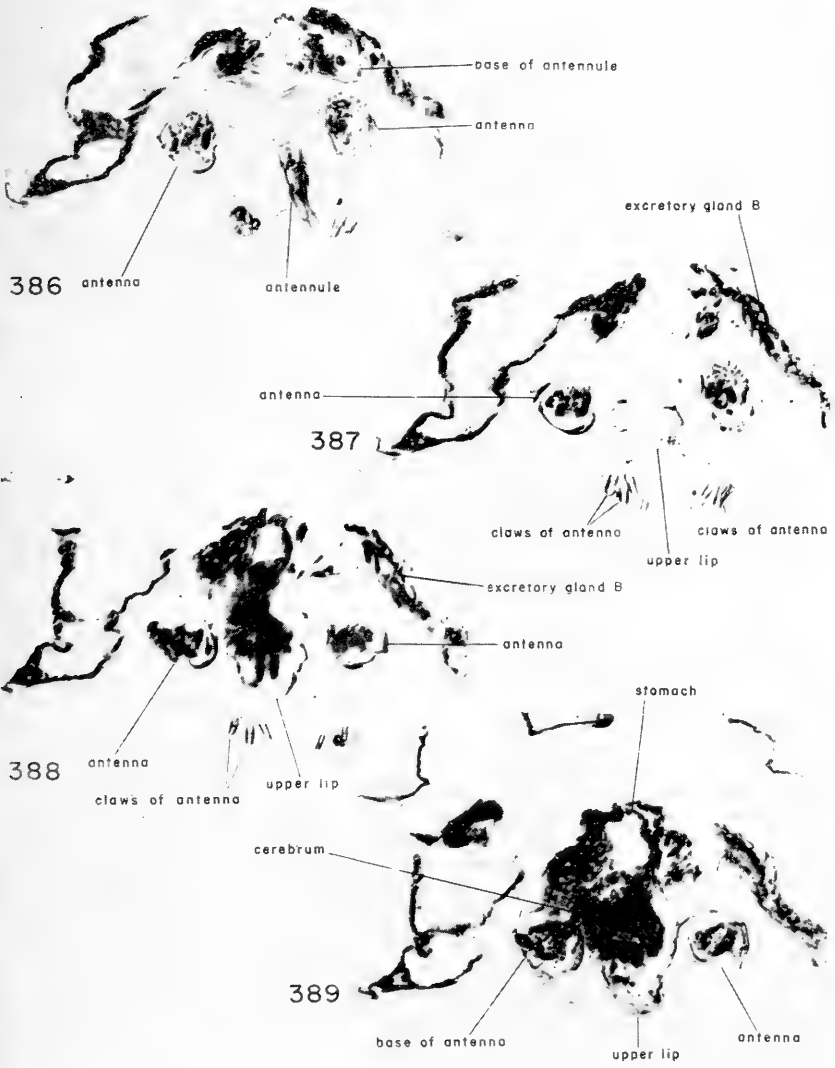 base of antennule
antenna
386 antenna
antennule
excretory gland B
antenna
387
claws of antenna
claws of antenna
upper lip
excretory gland B
antenna
388
antenna
upper lip
claws of antenna
stomach
cerebrum
389
base of antenna
antenna
upper lip